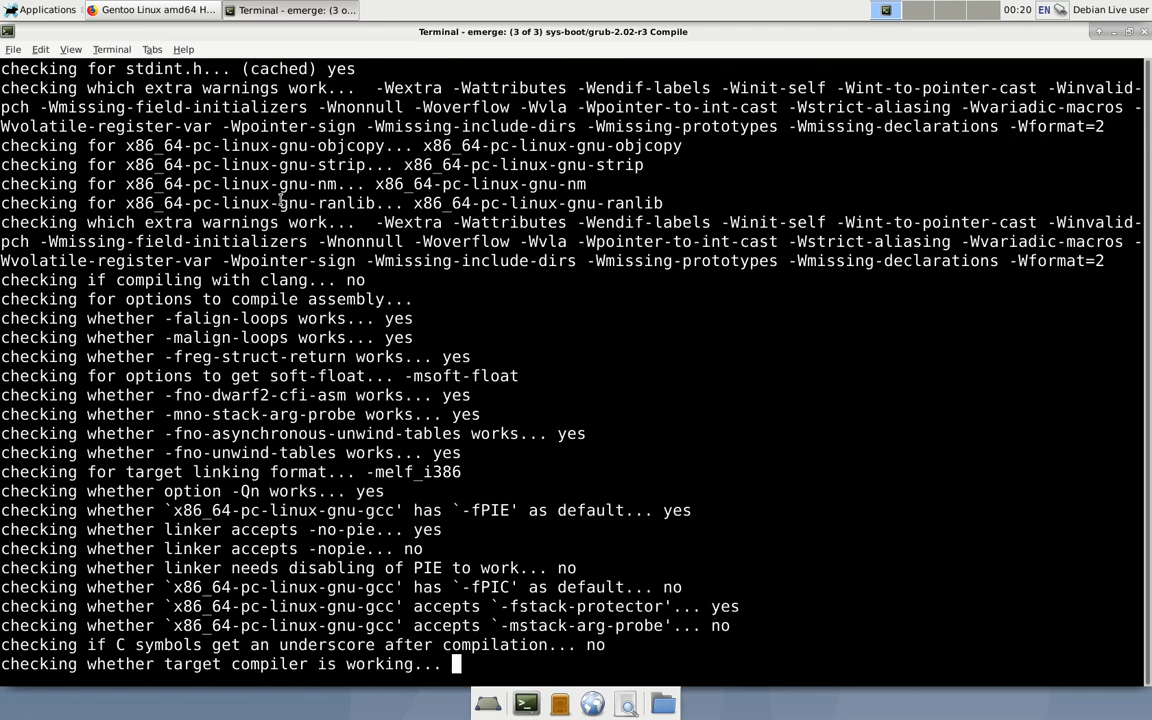 Applications
Gentoo Linux amd64 H...
Terminal - emerge: (3 o...
00:20
EN
Debian Live user
Terminal - emerge: (3 of 3) sys-boot/grub-2.02-r3 Compile
File Edit View Terminal Tabs Help
checking for stdint.h... (cached) yes
checking which extra warnings work...  -Wextra -Wattributes -Wendif-labels -Winit-self -Wint-to-pointer-cast -Winvalid-
pch -Wmissing-field-initializers -Wnonnull -Woverflow -Wvla -Wpointer-to-int-cast -Wstrict-aliasing -Wvariadic-macros -
Wvolatile-register-var -Wpointer-sign -Wmissing-include-dirs -Wmissing-prototypes -Wmissing-declarations -Wformat=2
checking for x86_64-pc-linux-gnu-objcopy... x86_64-pc-linux-gnu-objcopy
checking for x86_64-pc-linux-gnu-strip... x86_64-pc-linux-gnu-strip
checking for x86_64-pc-linux-gnu-nm... x86_64-pc-linux-gnu-nm
checking for x86_64-pc-linux-gnu-ranlib... x86_64-pc-linux-gnu-ranlib
checking which extra warnings work...  -Wextra -Wattributes -Wendif-labels -Winit-self -Wint-to-pointer-cast -Winvalid-
pch -Wmissing-field-initializers -Wnonnull -Woverflow -Wvla -Wpointer-to-int-cast -Wstrict-aliasing -Wvariadic-macros -
Wvolatile-register-var -Wpointer-sign -Wmissing-include-dirs -Wmissing-prototypes -Wmissing-declarations -Wformat=2
checking if compiling with clang... no
checking for options to compile assembly...
checking whether -falign-loops works... yes
checking whether -malign-loops works... yes
checking whether -freg-struct-return works... yes
checking for options to get soft-float... -msoft-float
checking whether -fno-dwarf2-cfi-asm works... yes
checking whether -mno-stack-arg-probe works... yes
checking whether -fno-asynchronous-unwind-tables works... yes
checking whether -fno-unwind-tables works... yes
checking for target linking format... -melf_i386
checking whether option -Qn works... yes
checking whether `x86_64-pc-linux-gnu-gcc' has `-fPIE' as default... yes
checking whether linker accepts -no-pie... yes
checking whether linker accepts -nopie... no
checking whether linker needs disabling of PIE to work... no
checking whether `x86_64-pc-linux-gnu-gcc' has `-fPIC' as default... no
checking whether `x86_64-pc-linux-gnu-gcc' accepts `-fstack-protector'... yes
checking whether `x86_64-pc-linux-gnu-gcc' accepts `-mstack-arg-probe'... no
checking if C symbols get an underscore after compilation... no
checking whether target compiler is working...